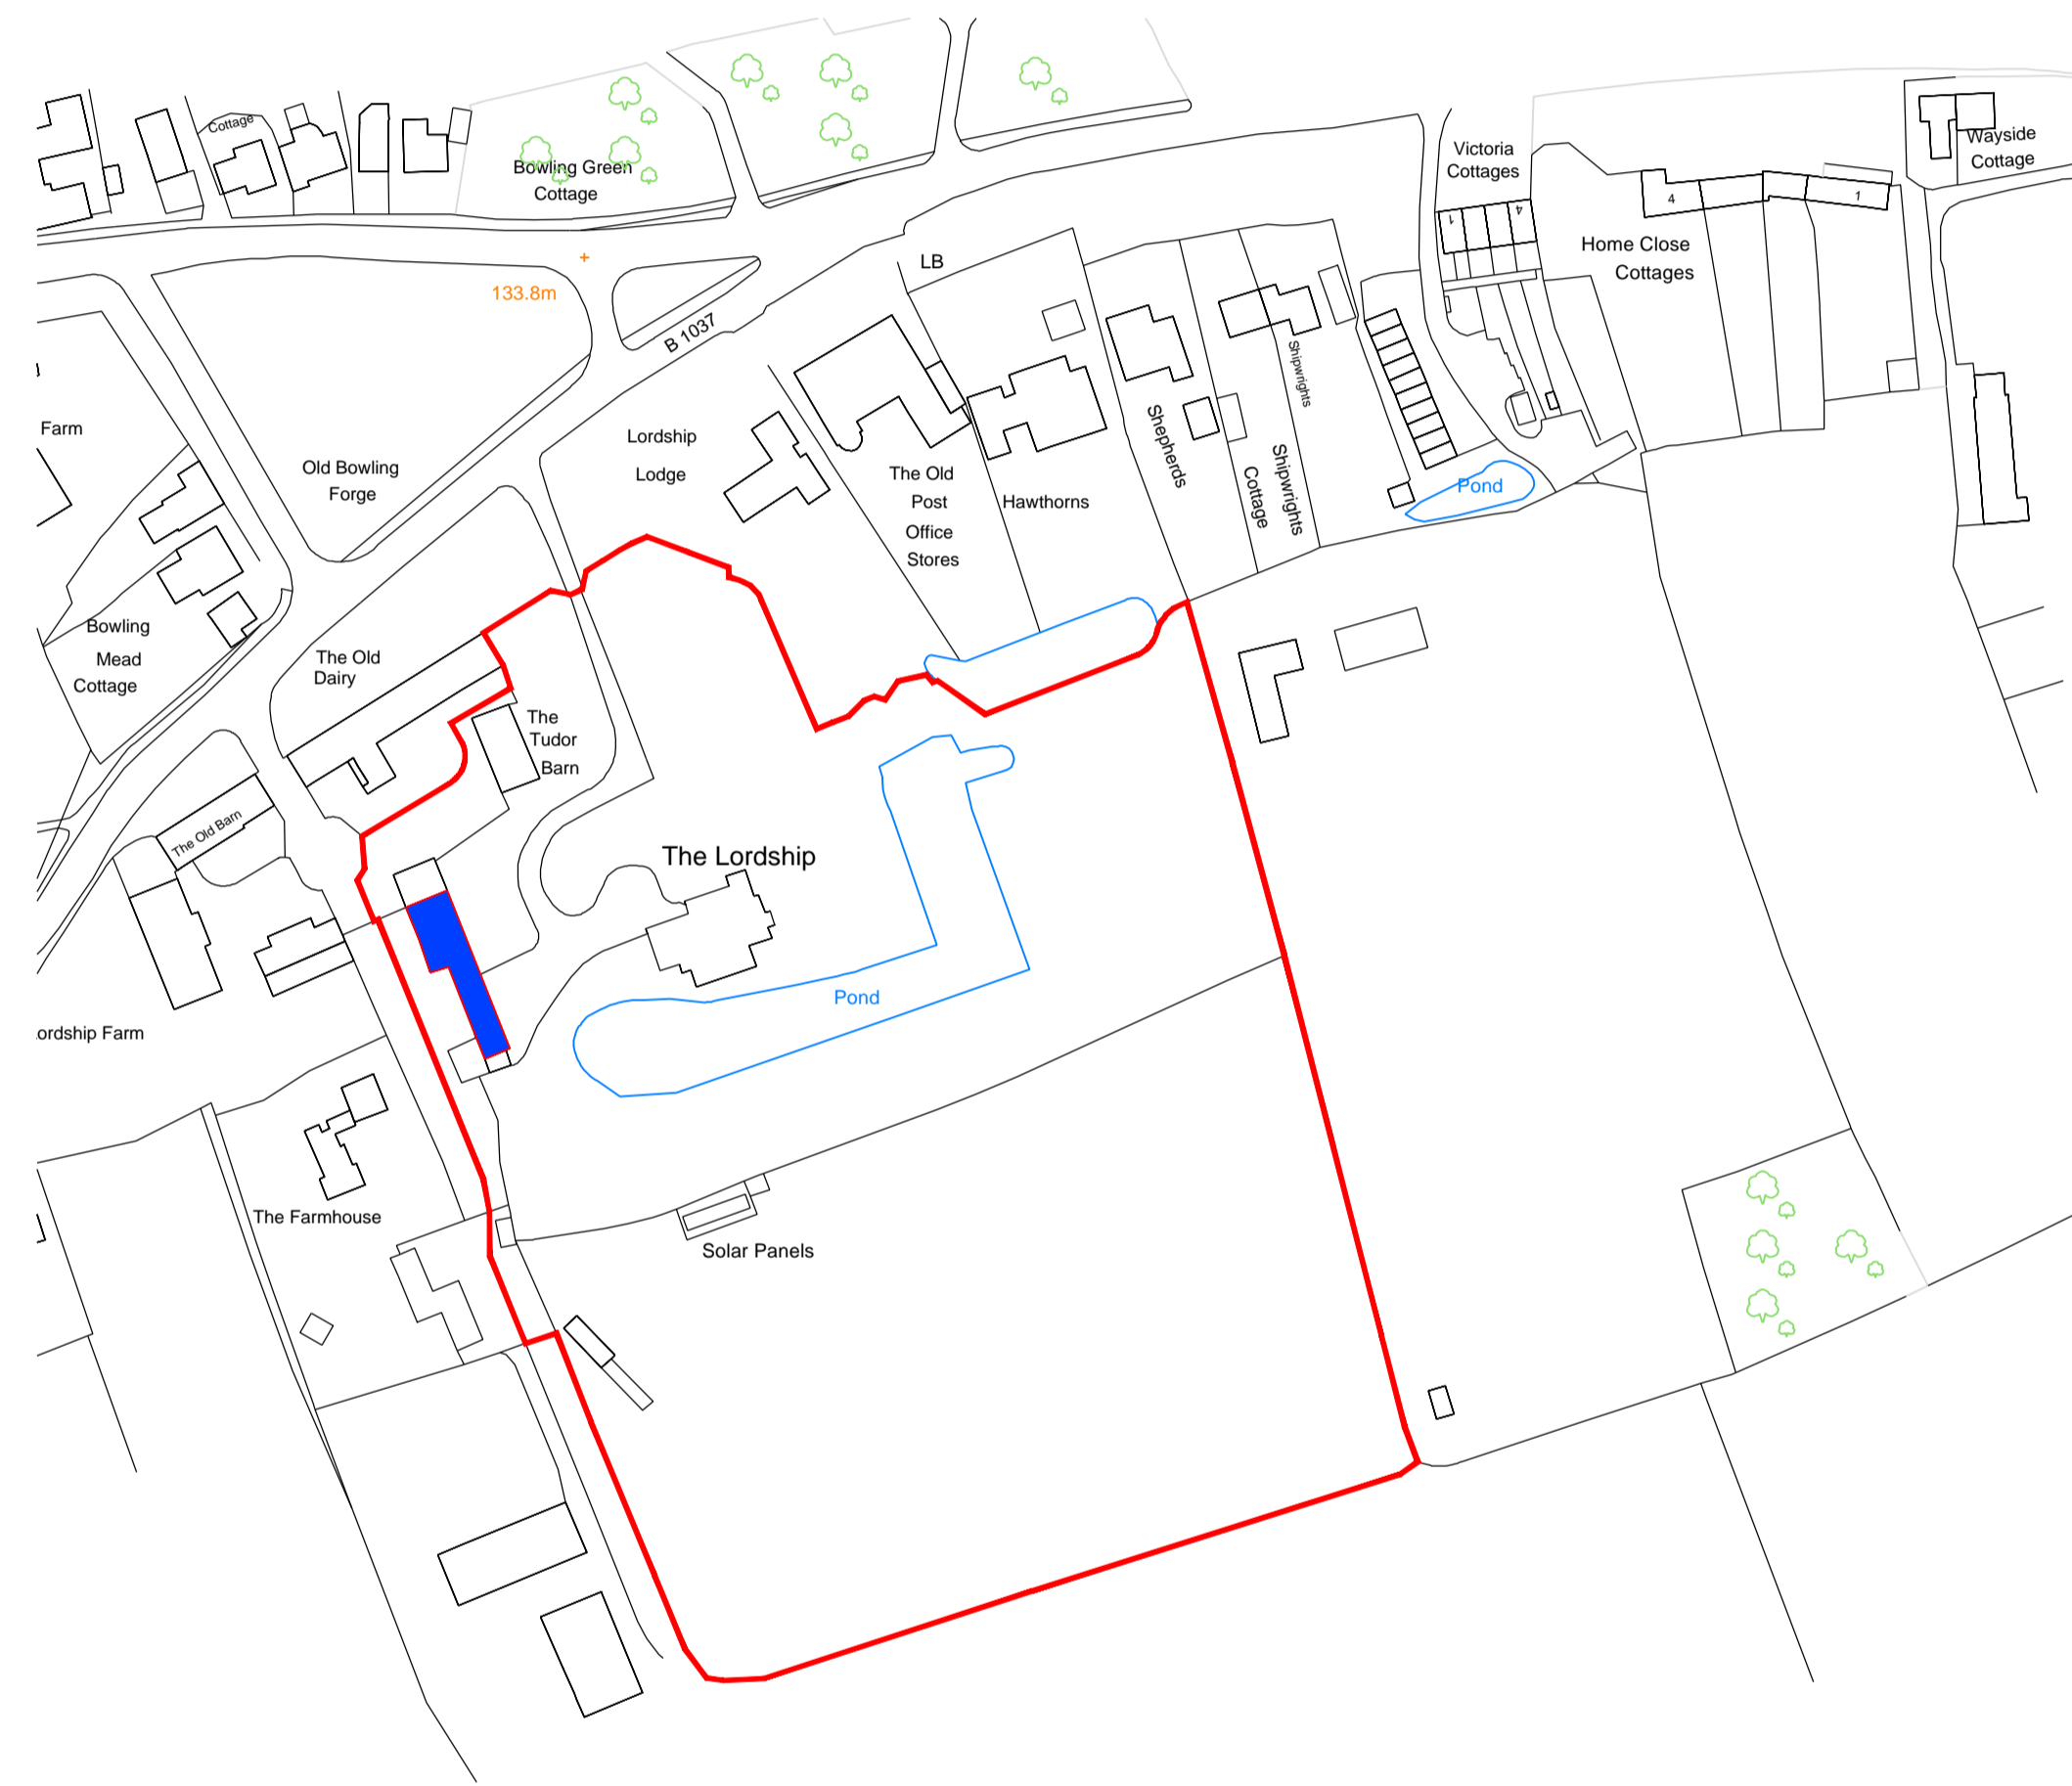 Cottage
Bowling Green
Cottage
Victoria
Cottages
Wayside
Cottage
1
4
4
1
Home Close
Cottages
LB
133.8m
B 1037
Farm
Old Bowling
Forge
Lordship
Lodge
The Old
Post
Office
Stores
Hawthorns
Shepherds
Shipwrights
Cottage
Shipwrights
Pond
Bowling
Mead
Cottage
The Old
Dairy
The
Tudor
Barn
The Old Barn
The Lordship
Pond
ordship Farm
The Farmhouse
Solar Panels